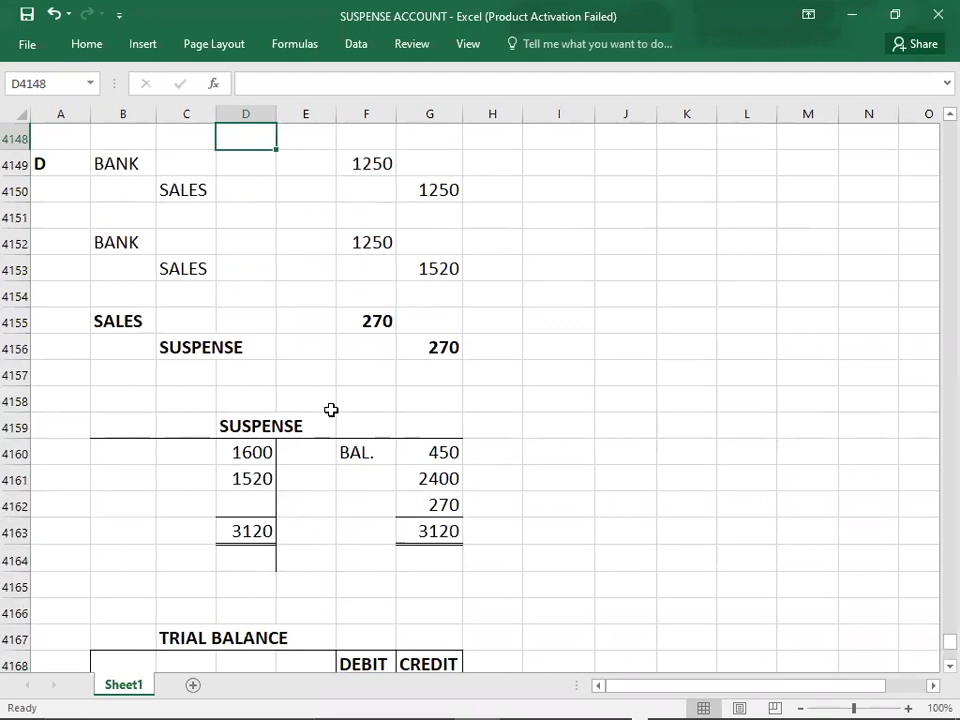 SUSPENSE ACCOUNT - Excel (Product Activation Failed)
File Home Insert Page Layout Formulas Data Review View Tell me what you want to do... Share
D4148 fx
A B C D E F G H I J K L M N O
4148
4149 D BANK 1250
4150 SALES 1250
4151
4152 BANK 1250
4153 SALES 1520
4154
4155 SALES 270
4156 SUSPENSE 270
4157
4158
4159 SUSPENSE
4160 1600 BAL. 450
4161 1520 2400
4162 270
4163 3120 3120
4164
4165
4166
4167 TRIAL BALANCE
4168 DEBIT CREDIT
Sheet1
Ready 100%